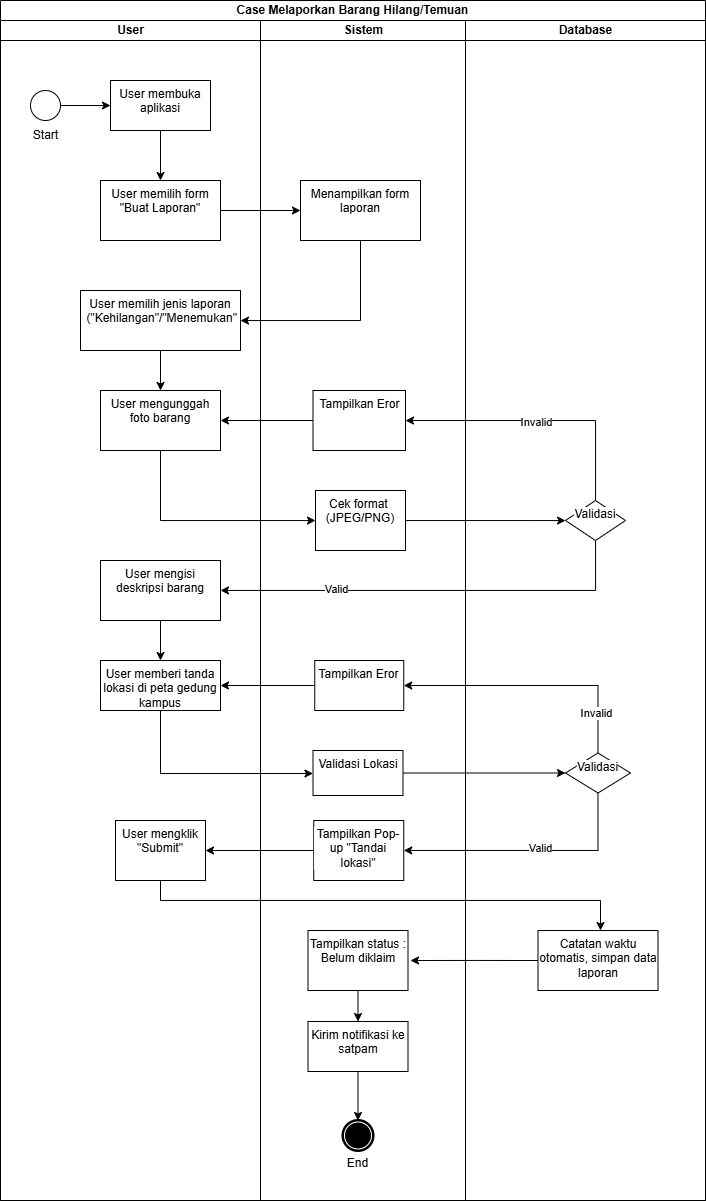 Case Melaporkan Barang Hilang/Temuan
User
Sistem
Database
User membuka
aplikasi
Start
User memilih form
"Buat Laporan"
Menampilkan form
laporan
User memilih jenis laporan
("Kehilangan"/"Menemukan"
User mengunggah
foto barang
Tampilkan Eror
Invalid
Cek format
(JPEG/PNG)
Validasi
User mengisi
deskripsi barang
Valid
User memberi tanda
lokasi di peta gedung
kampus
Tampilkan Eror
Invalid
Validasi Lokasi
Validasi
User mengklik
"Submit"
Tampilkan Pop-
up "Tandai
lokasi"
Valid
Tampilkan status :
Belum diklaim
Catatan waktu
otomatis, simpan data
laporan
Kirim notifikasi ke
satpam
End